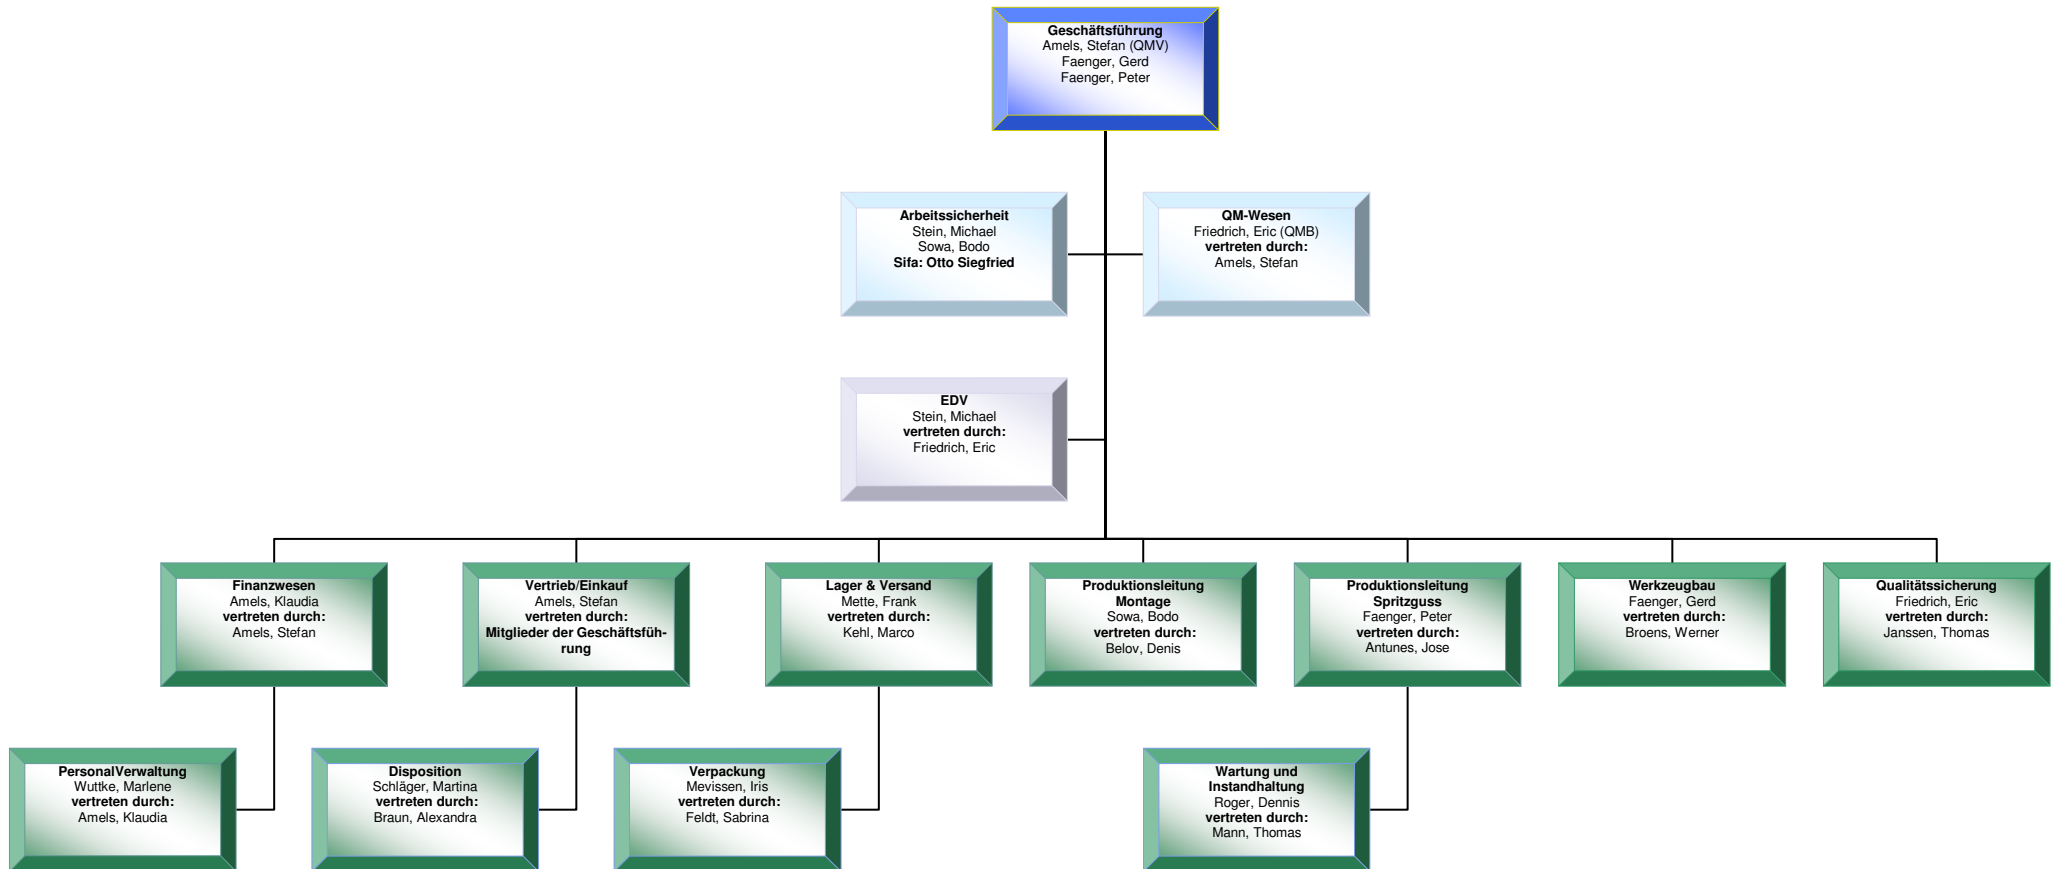 Geschäftsführung
Amels, Stefan (QMV)
Faenger, Gerd
Faenger, Peter
Arbeitssicherheit
Stein, Michael
Sowa, Bodo
Sifa: Otto Siegfried
QM-Wesen
Friedrich, Eric (QMB)
vertreten durch:
Amels, Stefan
EDV
Stein, Michael
vertreten durch:
Friedrich, Eric
Finanzwesen
Amels, Klaudia
vertreten durch:
Amels, Stefan
Vertrieb/Einkauf
Amels, Stefan
vertreten durch:
Mitglieder der Geschäftsfüh-
rung
Lager & Versand
Mette, Frank
vertreten durch:
Kehl, Marco
Produktionsleitung
Montage
Sowa, Bodo
vertreten durch:
Belov, Denis
Produktionsleitung
Spritzguss
Faenger, Peter
vertreten durch:
Antunes, Jose
Werkzeugbau
Faenger, Gerd
vertreten durch:
Broens, Werner
Qualitätssicherung
Friedrich, Eric
vertreten durch:
Janssen, Thomas
PersonalVerwaltung
Wuttke, Marlene
vertreten durch:
Amels, Klaudia
Disposition
Schläger, Martina
vertreten durch:
Braun, Alexandra
Verpackung
Mevissen, Iris
vertreten durch:
Feldt, Sabrina
Wartung und
Instandhaltung
Roger, Dennis
vertreten durch:
Mann, Thomas